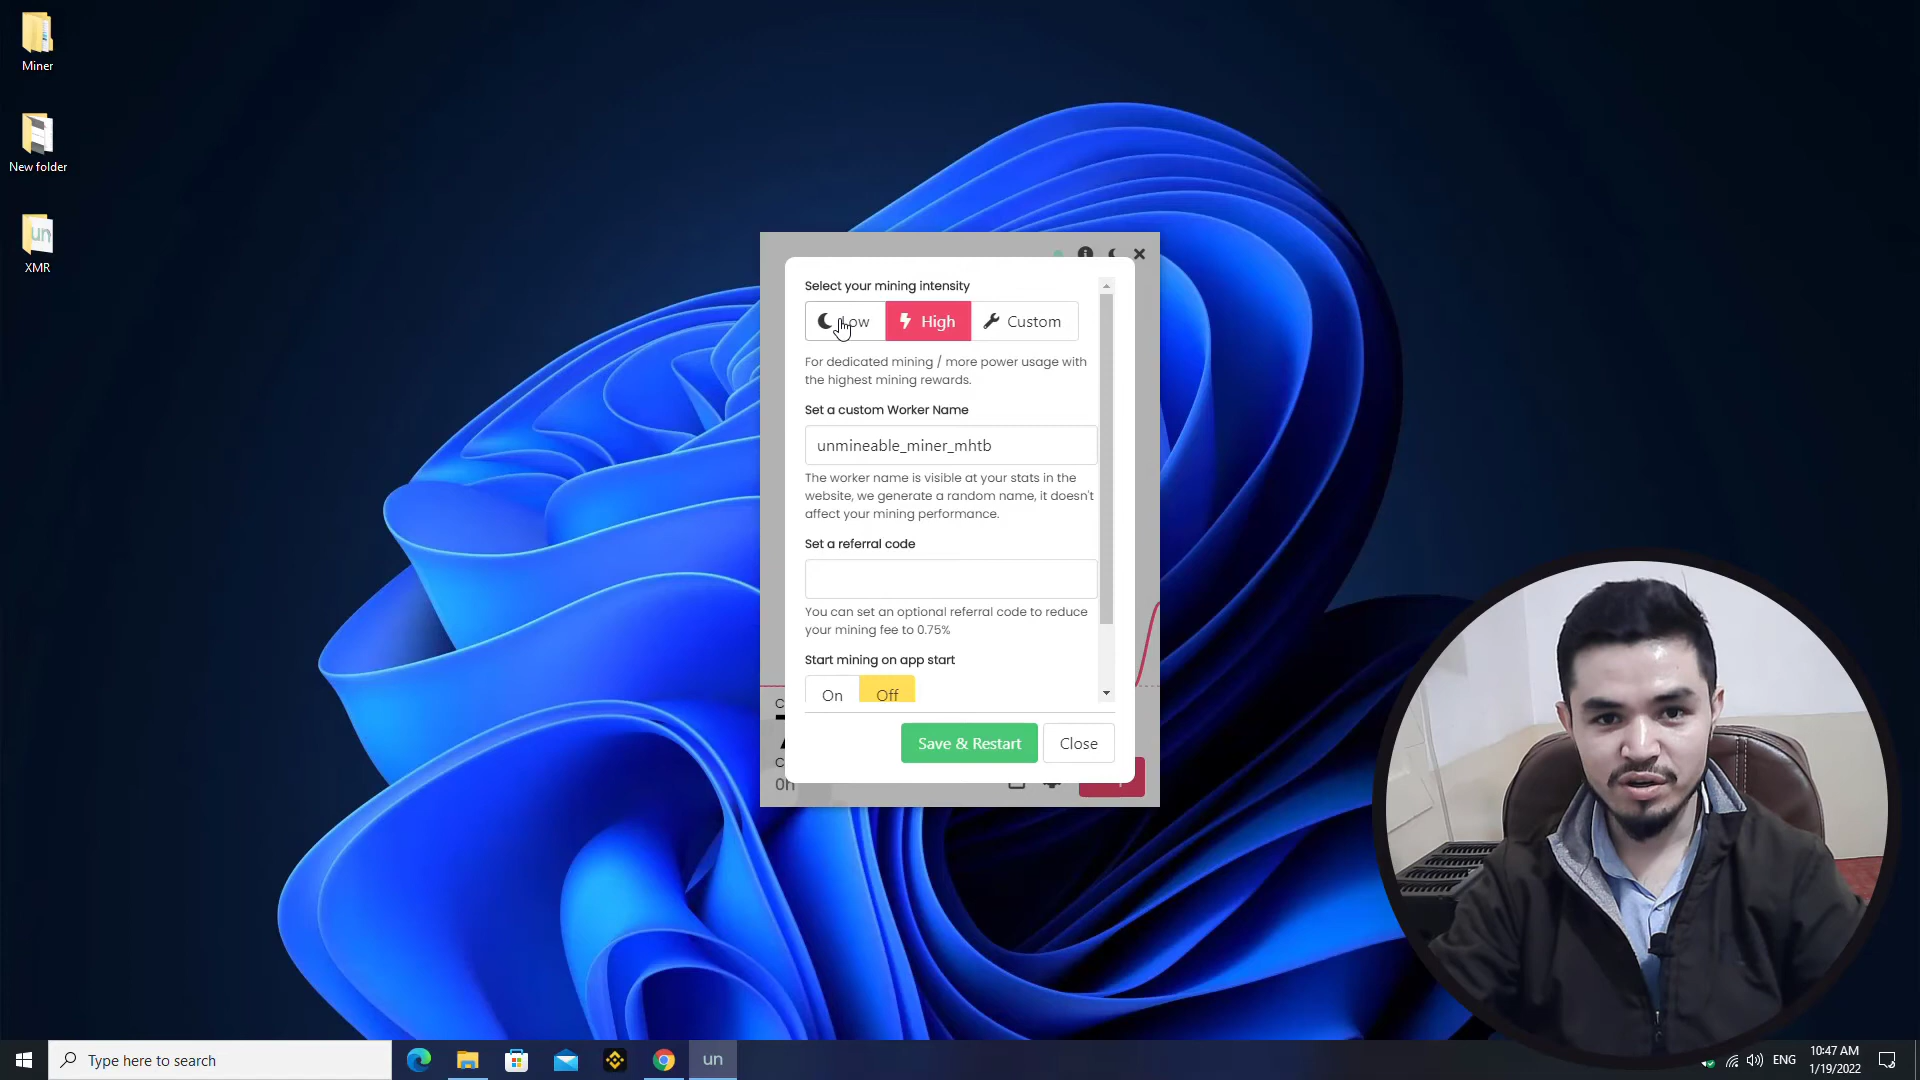 Miner
New folder
un
XMR
Select your mining intensity
Low
High
Custom
For dedicated mining / more power usage with
the highest mining rewards.
Set a custom Worker Name
unmineable_miner_mhtb
The worker name is visible at your stats in the
website, we generate a random name, it doesn't
affect your mining performance.
Set a referral code
You can set an optional referral code to reduce
your mining fee to 0.75%
Start mining on app start
On
Off
Save & Restart
Close
0h
Type here to search
un
ENG
10:47 AM
1/19/2022